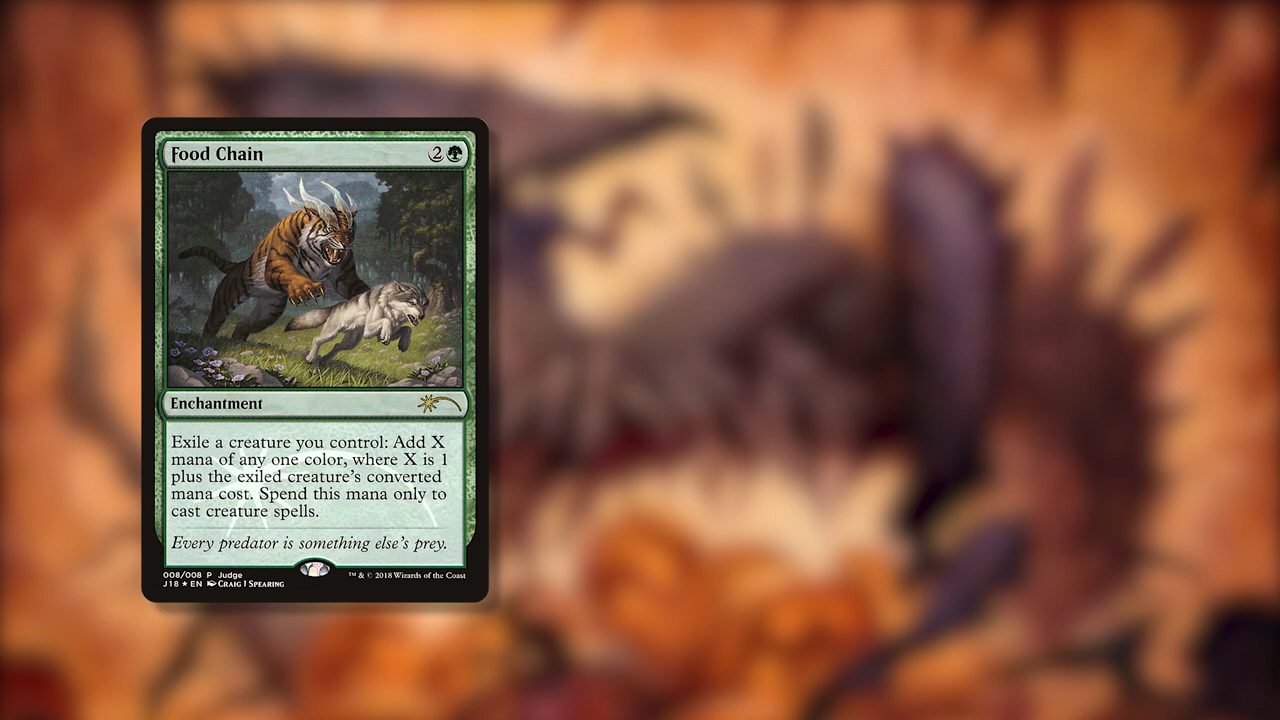 Food Chain 2
Enchantment
Exile a creature you control: Add X
mana of any one color, where X is 1
plus the exiled creature's converted
mana cost. Spend this mana only to
cast creature spells.
Every predator is something else's prey.
008/008 P Judge
J18 ★ EN Craig J Spearing
™ & © 2018 Wizards of the Coast